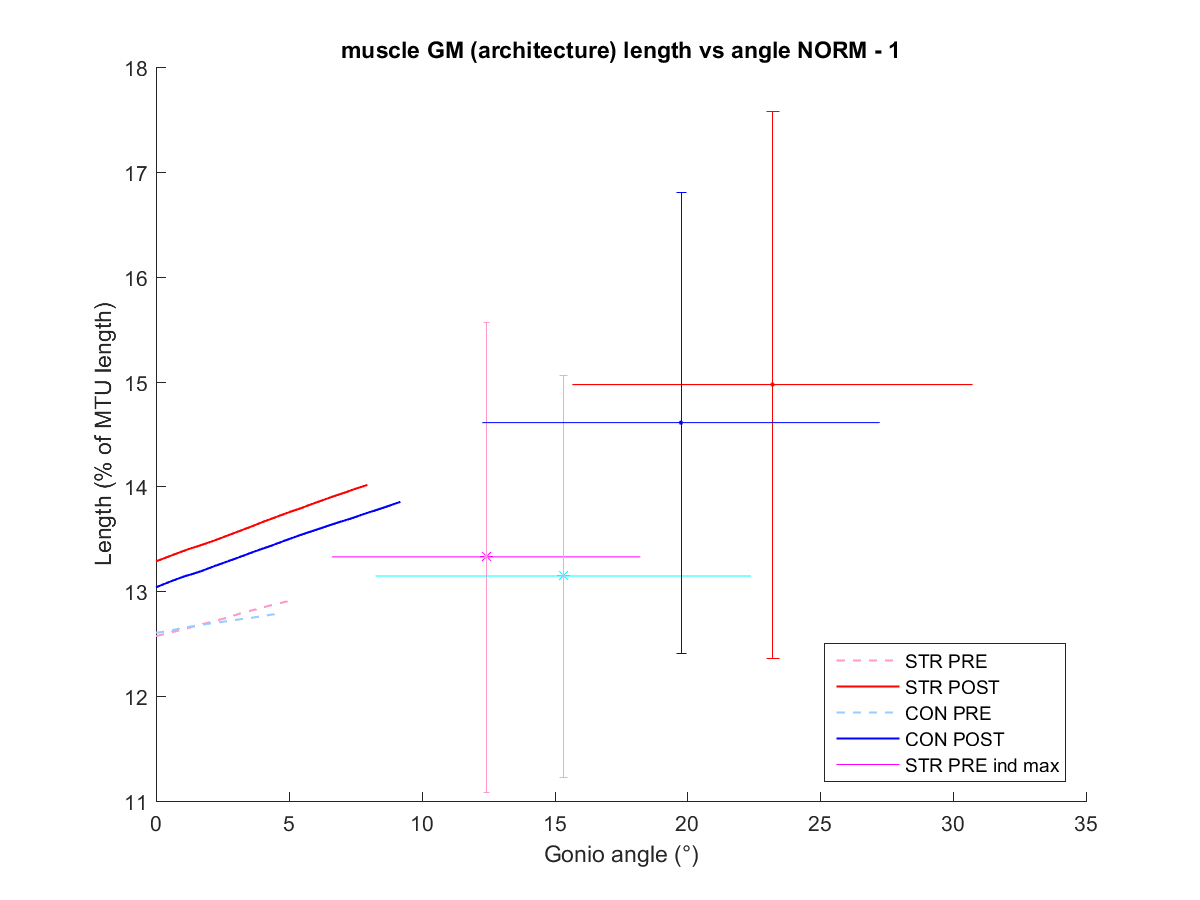 muscle GM (architecture) length vs angle NORM - 1
Length (% of MTU length)
18
17
16
15
14
13
12
11
0 5 10 15 20 25 30 35
Gonio angle (°)
STR PRE
STR POST
CON PRE
CON POST
STR PRE ind max